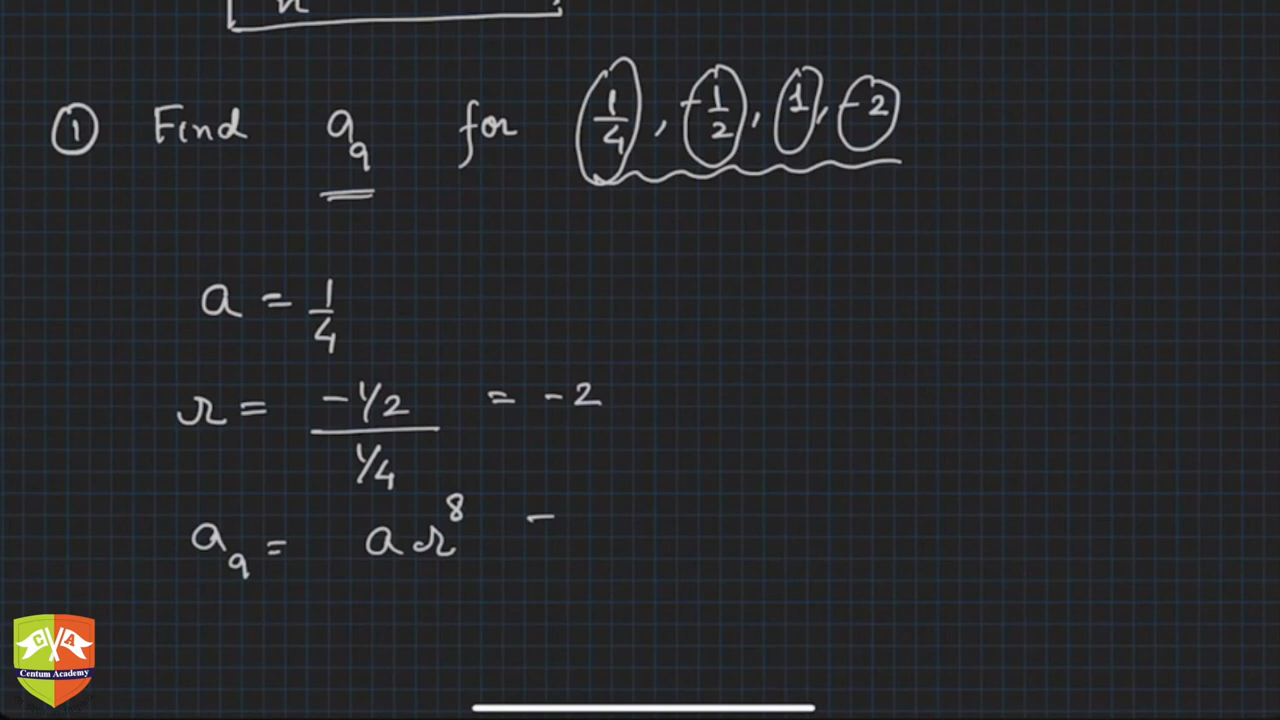 ① Find a₉ for 1/4, -1/2, 1, -2
a = 1/4
r = (-1/2)/(1/4) = -2
a₉ = ar⁸ -
C A
Centum Academy